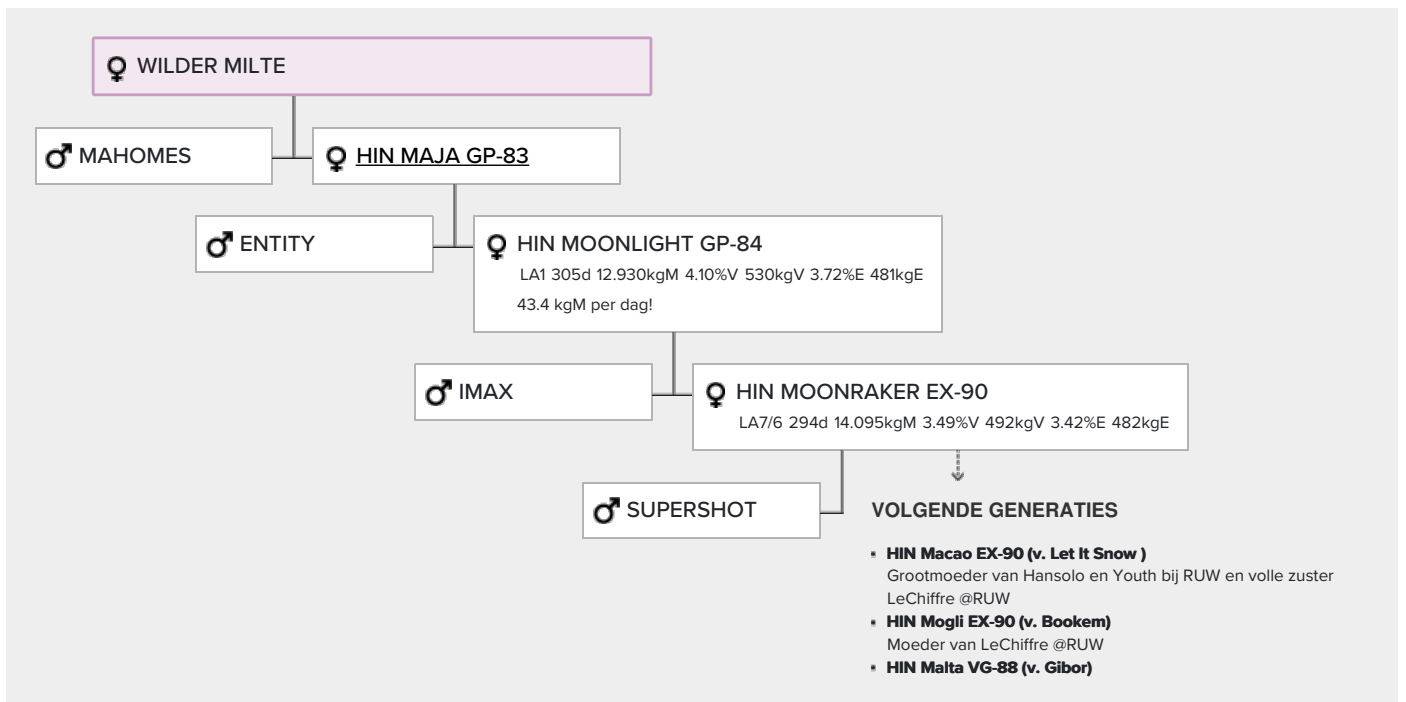 WILDER MILTE
MAHOMES
HIN MAJA GP-83
ENTITY
HIN MOONLIGHT GP-84
LA1 305d 12.930kgM 4.10%V 530kgV 3.72%E 481kgE
43.4 kgM per dag!
IMAX
HIN MOONRAKER EX-90
LA7/6 294d 14.095kgM 3.49%V 492kgV 3.42%E 482kgE
SUPERSHOT
VOLGENDE GENERATIES
HIN Macao EX-90 (v. Let It Snow )
Grootmoeder van Hansolo en Youth bij RUW en volle zuster
LeChiffre @RUW
HIN Mogli EX-90 (v. Bookem)
Moeder van LeChiffre @RUW
HIN Malta VG-88 (v. Gibor)